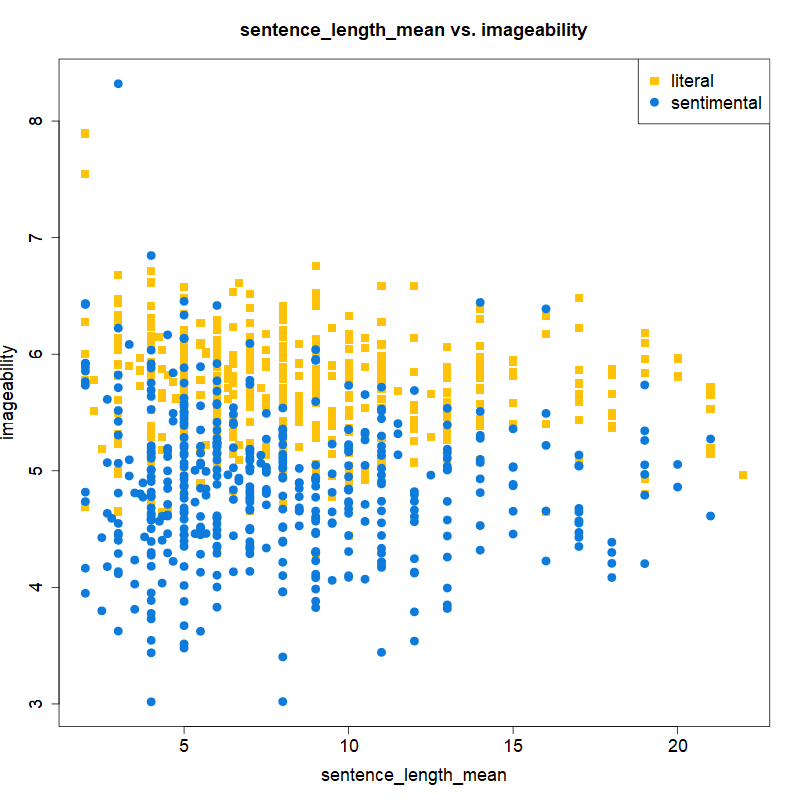 sentence_length_mean vs. imageability
literal
sentimental
8
7
6
5
4
3
imageability
5
10
15
20
sentence_length_mean